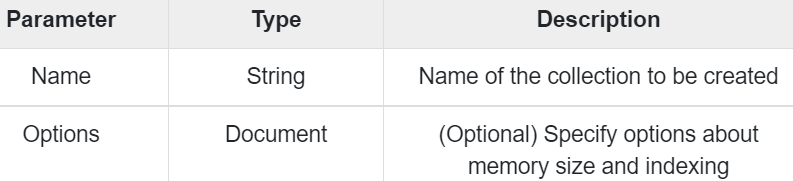 Parameter Type Description
Name String Name of the collection to be created
Options Document (Optional) Specify options about
memory size and indexing